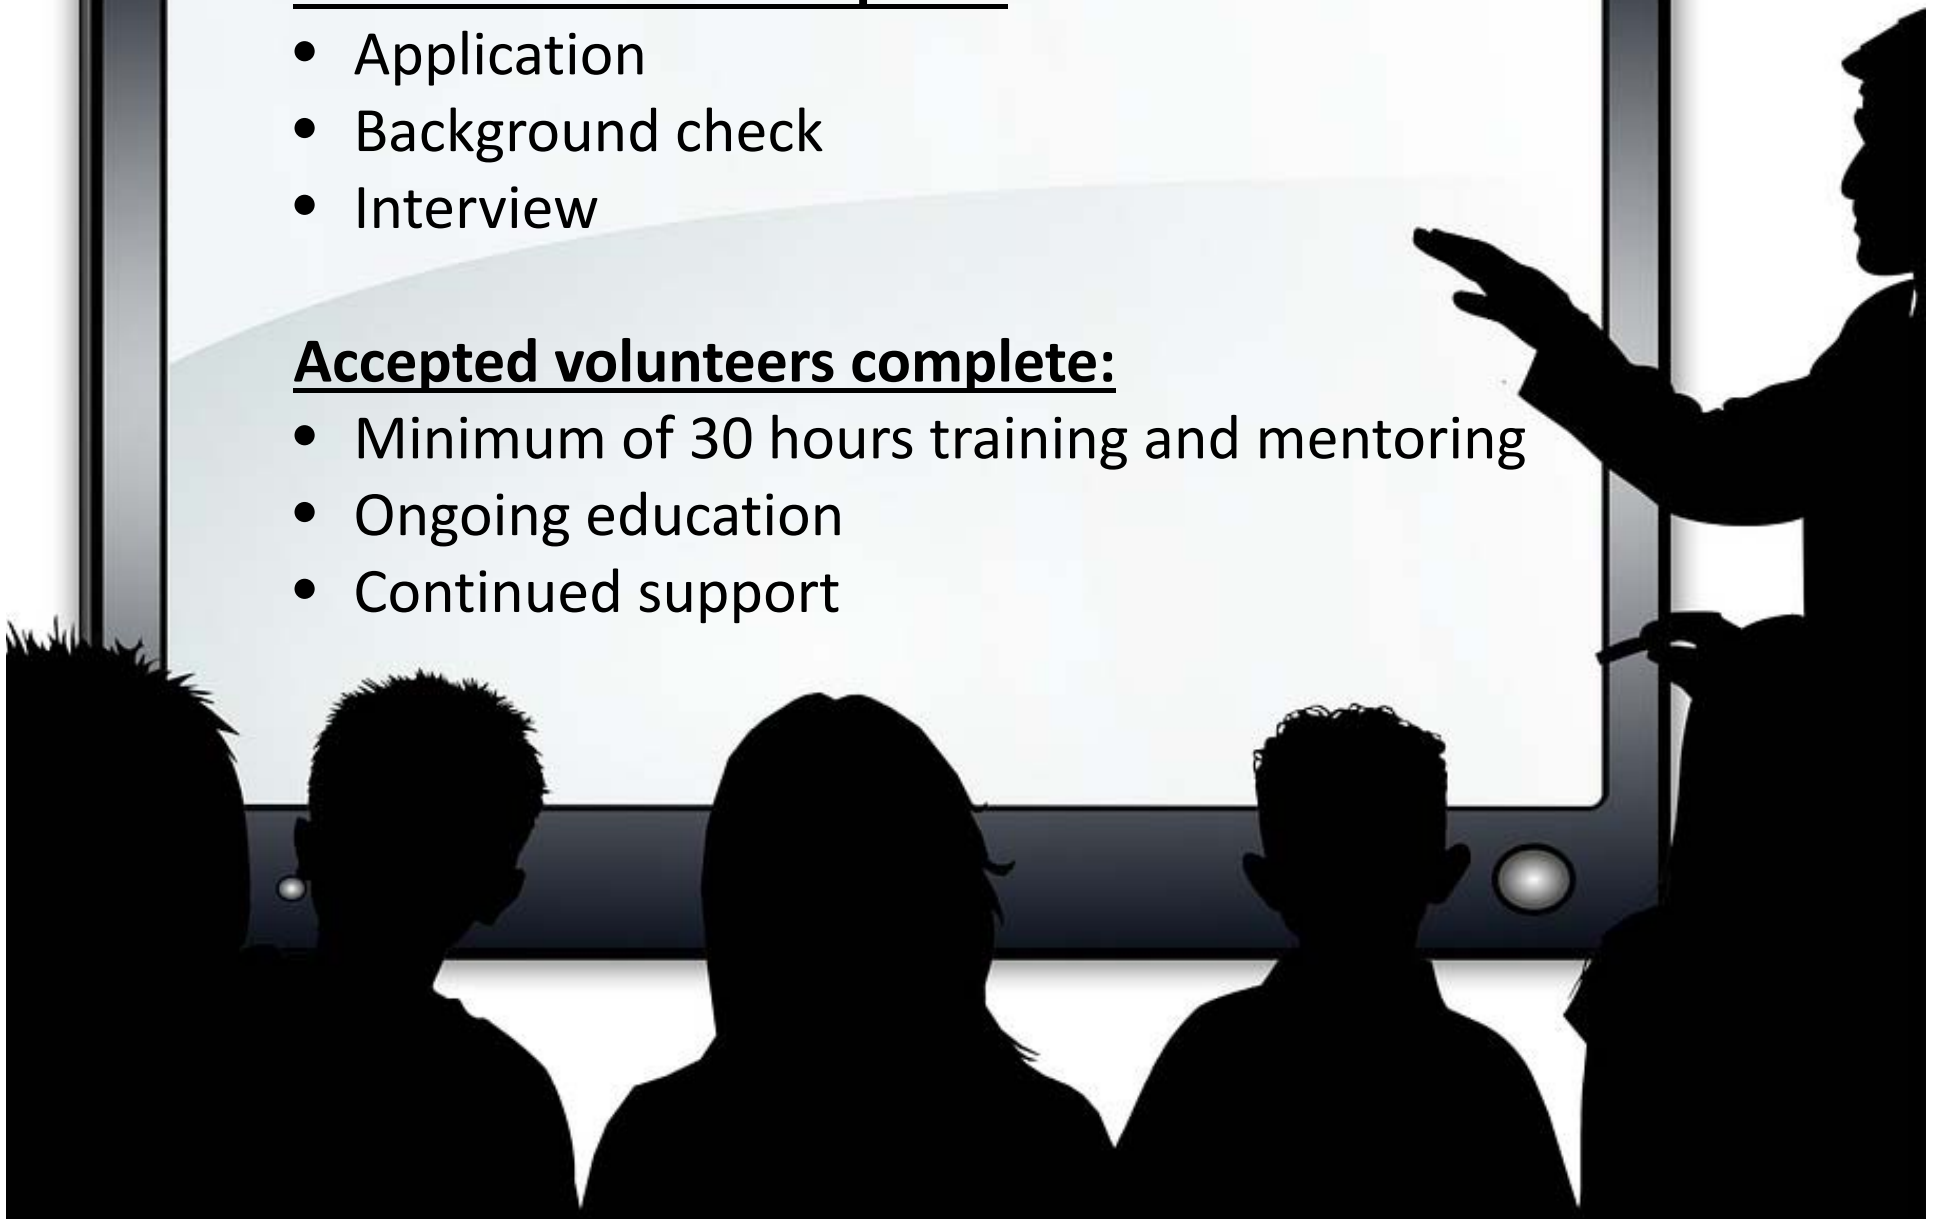 • Application
• Background check
• Interview
Accepted volunteers complete:
• Minimum of 30 hours training and mentoring
• Ongoing education
• Continued support